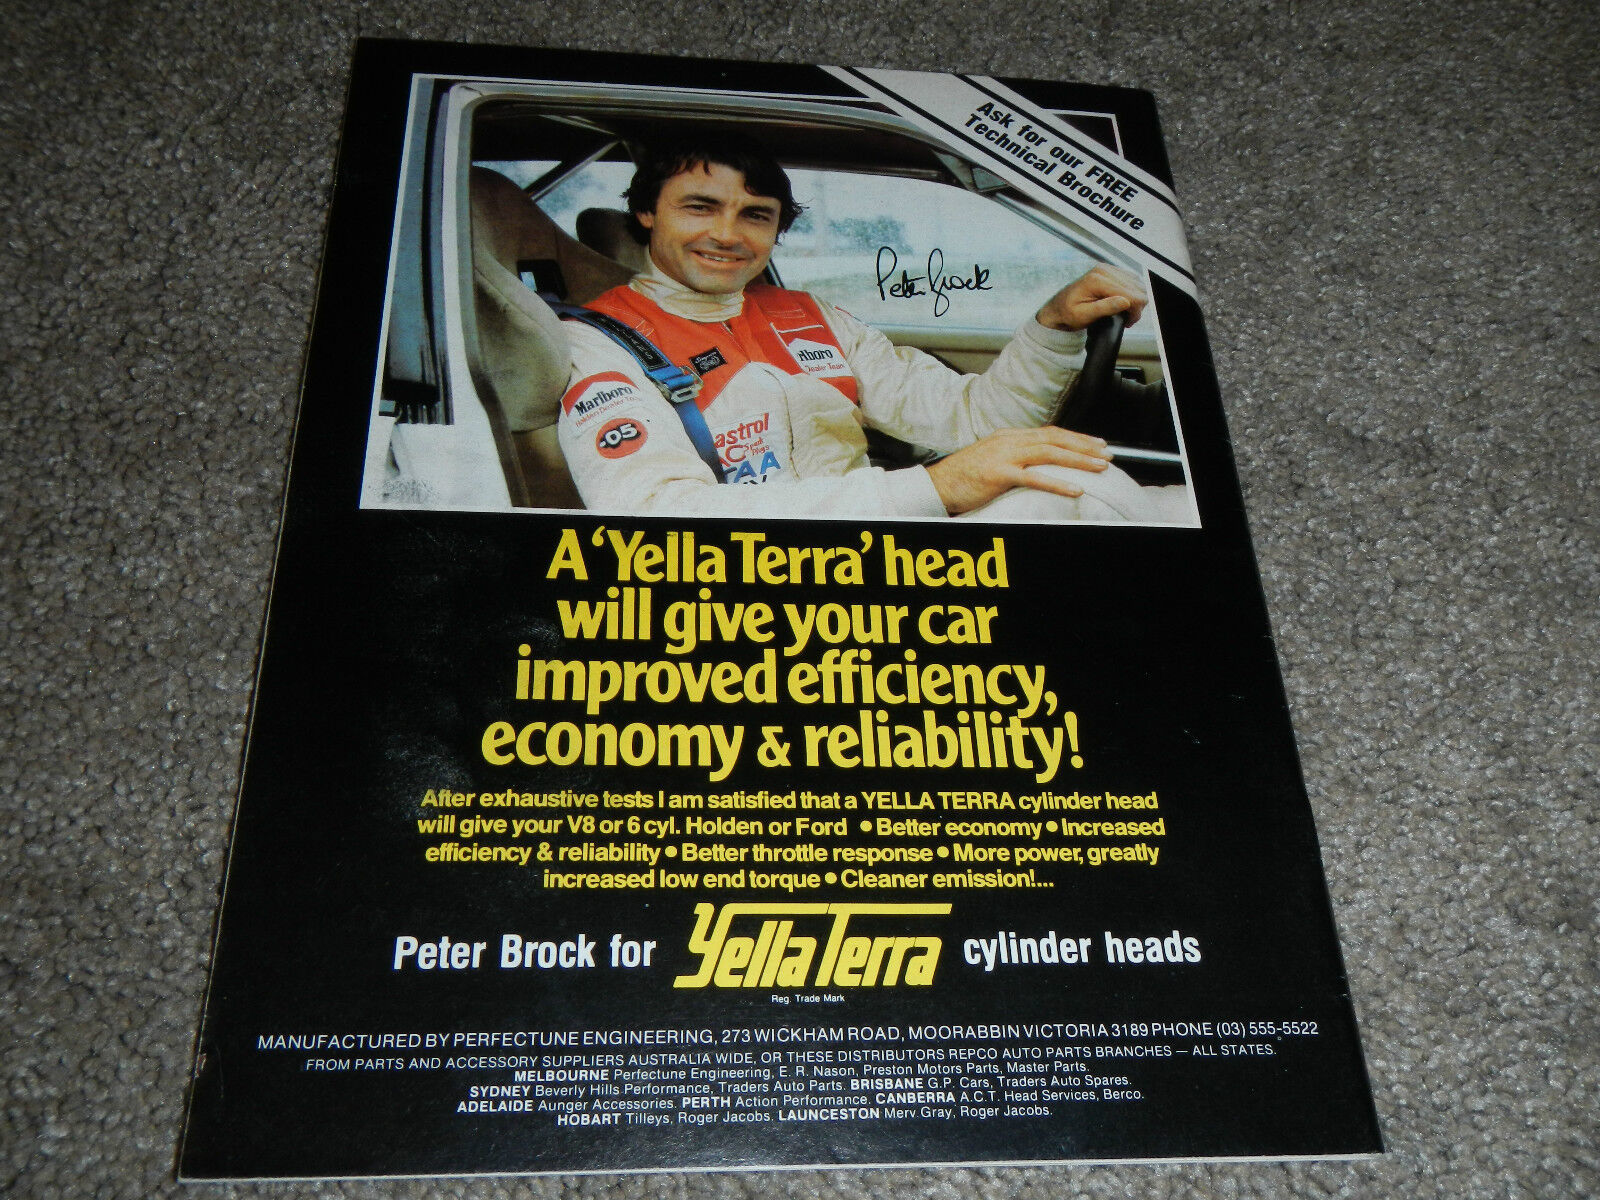 Ask for our FREE
Technical Brochure
Peter Brock
Marlboro
Holden Dealer Team
.05
lboro
Dealer Team
astrol
A 'Yella Terra' head
will give your car
improved efficiency,
economy & reliability!
After exhaustive tests I am satisfied that a YELLA TERRA cylinder head
will give your V8 or 6 cyl. Holden or Ford • Better economy • Increased
efficiency & reliability • Better throttle response • More power, greatly
increased low end torque • Cleaner emission!...
Peter Brock for Yella Terra cylinder heads
Reg. Trade Mark
MANUFACTURED BY PERFECTUNE ENGINEERING, 273 WICKHAM ROAD, MOORABBIN VICTORIA 3189 PHONE (03) 555-5522
FROM PARTS AND ACCESSORY SUPPLIERS AUSTRALIA WIDE, OR THESE DISTRIBUTORS REPCO AUTO PARTS BRANCHES — ALL STATES.
MELBOURNE Perfectune Engineering, E. R. Nason, Preston Motors Parts, Master Parts.
SYDNEY Beverly Hills Performance, Traders Auto Parts. BRISBANE G.P. Cars, Traders Auto Spares.
ADELAIDE Aunger Accessories. PERTH Action Performance. CANBERRA A.C.T. Head Services, Berco.
HOBART Tilleys, Roger Jacobs. LAUNCESTON Merv. Gray, Roger Jacobs.